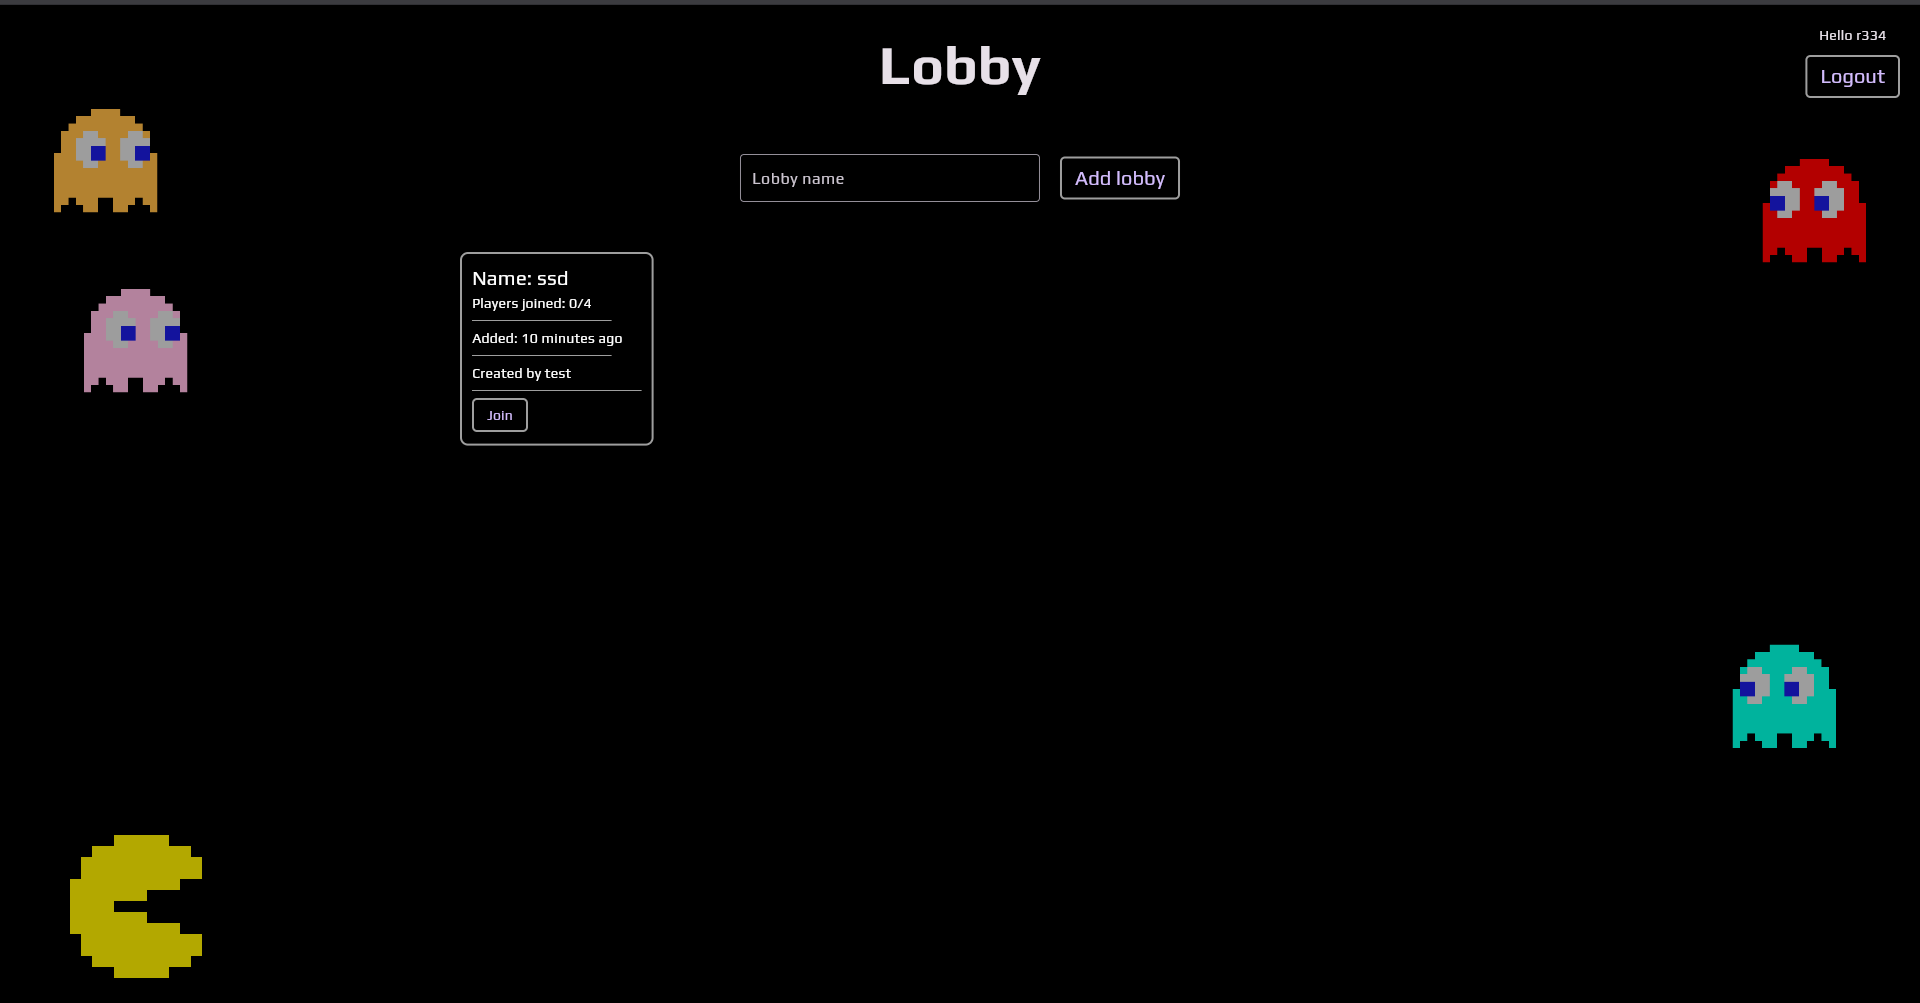 Hello r334
Lobby
Logout
Lobby name
Add lobby
Name: ssd
Players joined: 0/4
Added: 10 minutes ago
Created by test
Join